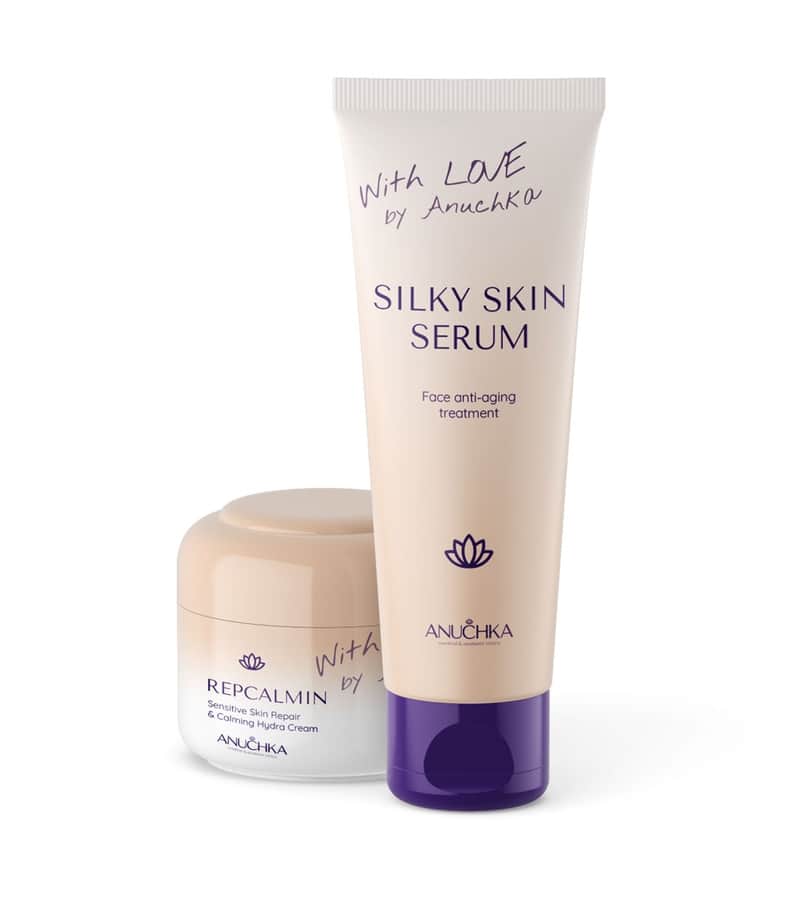 With LOVE
by Anuchka
SILKY SKIN
SERUM
Face anti-aging
treatment
ANUCHKA
With
by
REPCALMIN
Sensitive Skin Repair
& Calming Hydra Cream
ANUCHKA